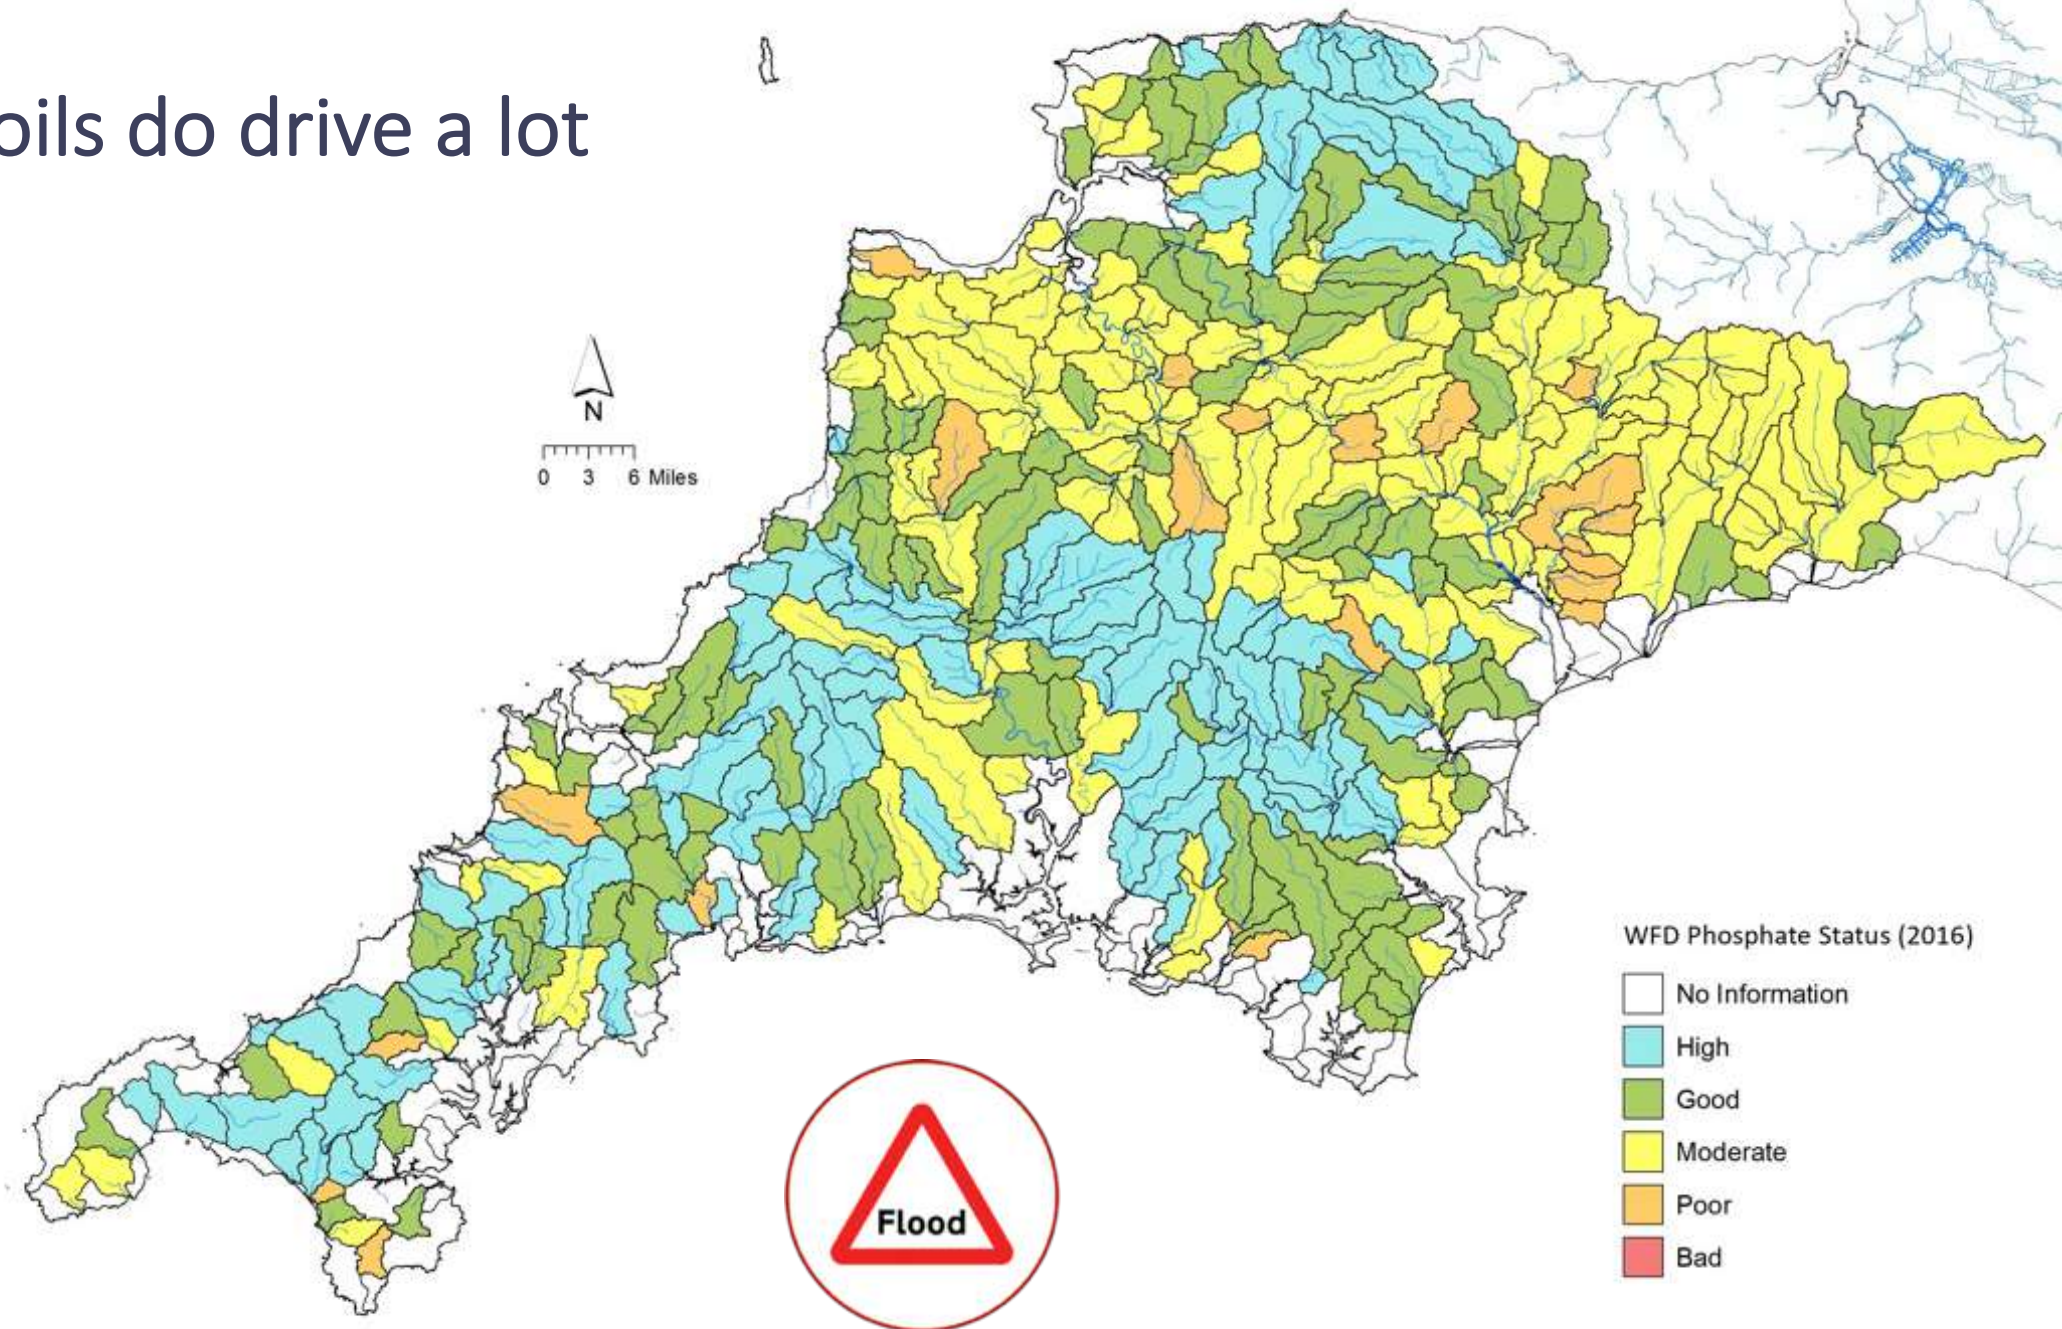 oils do drive a lot
N
0 3 6 Miles
WFD Phosphate Status (2016)
No Information
High
Good
Moderate
Poor
Bad
Flood